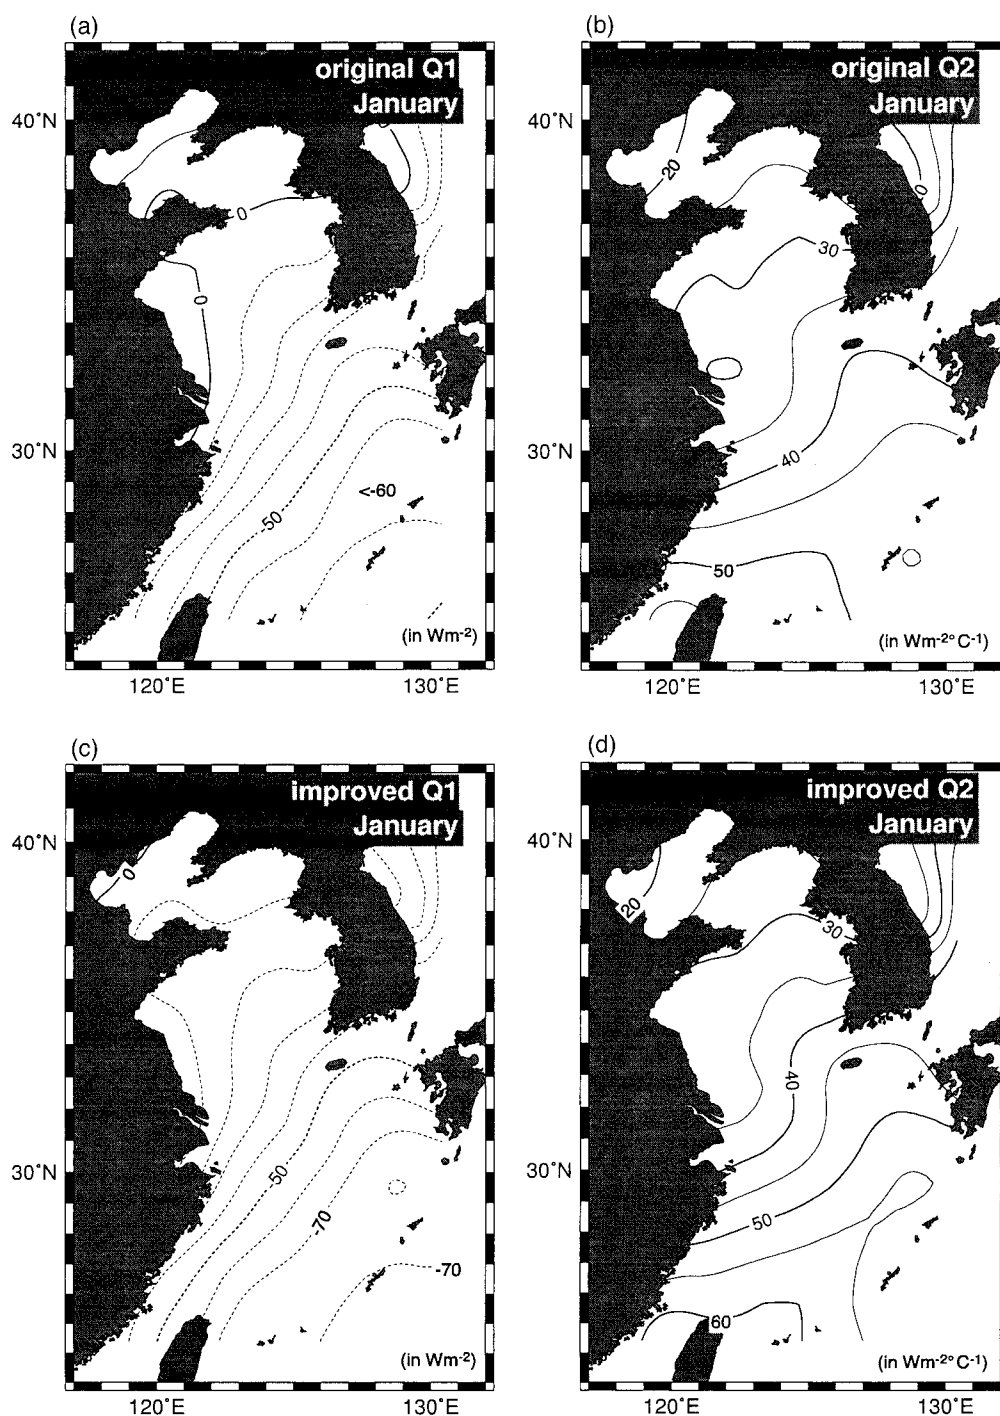 (a)
original Q1
January
40°N
0
0
30°N
<-60
-50
(in Wm-2)
120°E
130°E
(b)
original Q2
January
40°N
20
0
30
30°N
40
50
(in Wm-2°C-1)
120°E
130°E
(c)
improved Q1
January
40°N
0
30°N
-50
-70
-70
(in Wm-2)
120°E
130°E
(d)
improved Q2
January
40°N
20
30
40
30°N
50
60
(in Wm-2°C-1)
120°E
130°E